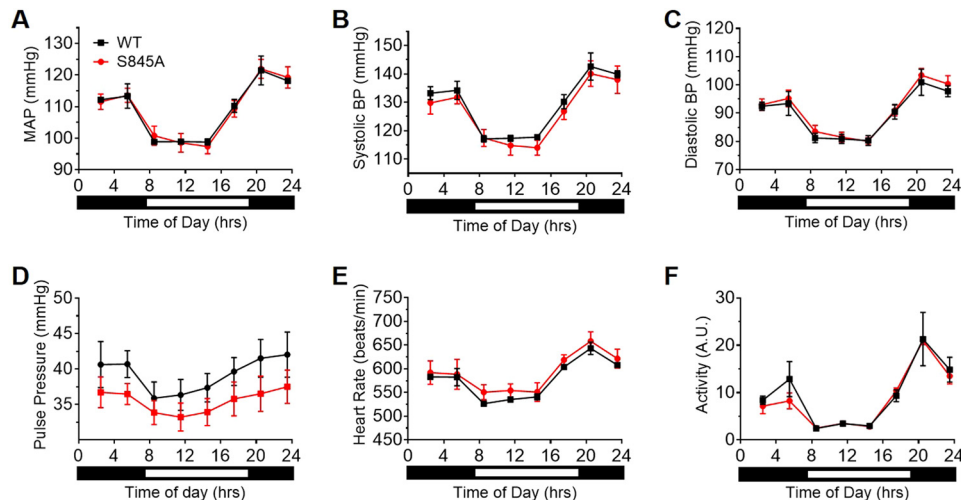 A
MAP (mmHg)
130
120
110
100
90
WT
S845A
0 4 8 12 16 20 24
Time of Day (hrs)
B
Systolic BP (mmHg)
150
140
130
120
110
0 4 8 12 16 20 24
Time of Day (hrs)
C
Diastolic BP (mmHg)
120
110
100
90
80
70
0 4 8 12 16 20 24
Time of Day (hrs)
D
Pulse Pressure (mmHg)
50
45
40
35
0 4 8 12 16 20 24
Time of day (hrs)
E
Heart Rate (beats/min)
750
700
650
600
550
500
450
0 4 8 12 16 20 24
Time of Day (hrs)
F
Activity (A.U.)
30
20
10
0
0 4 8 12 16 20 24
Time of Day (hrs)